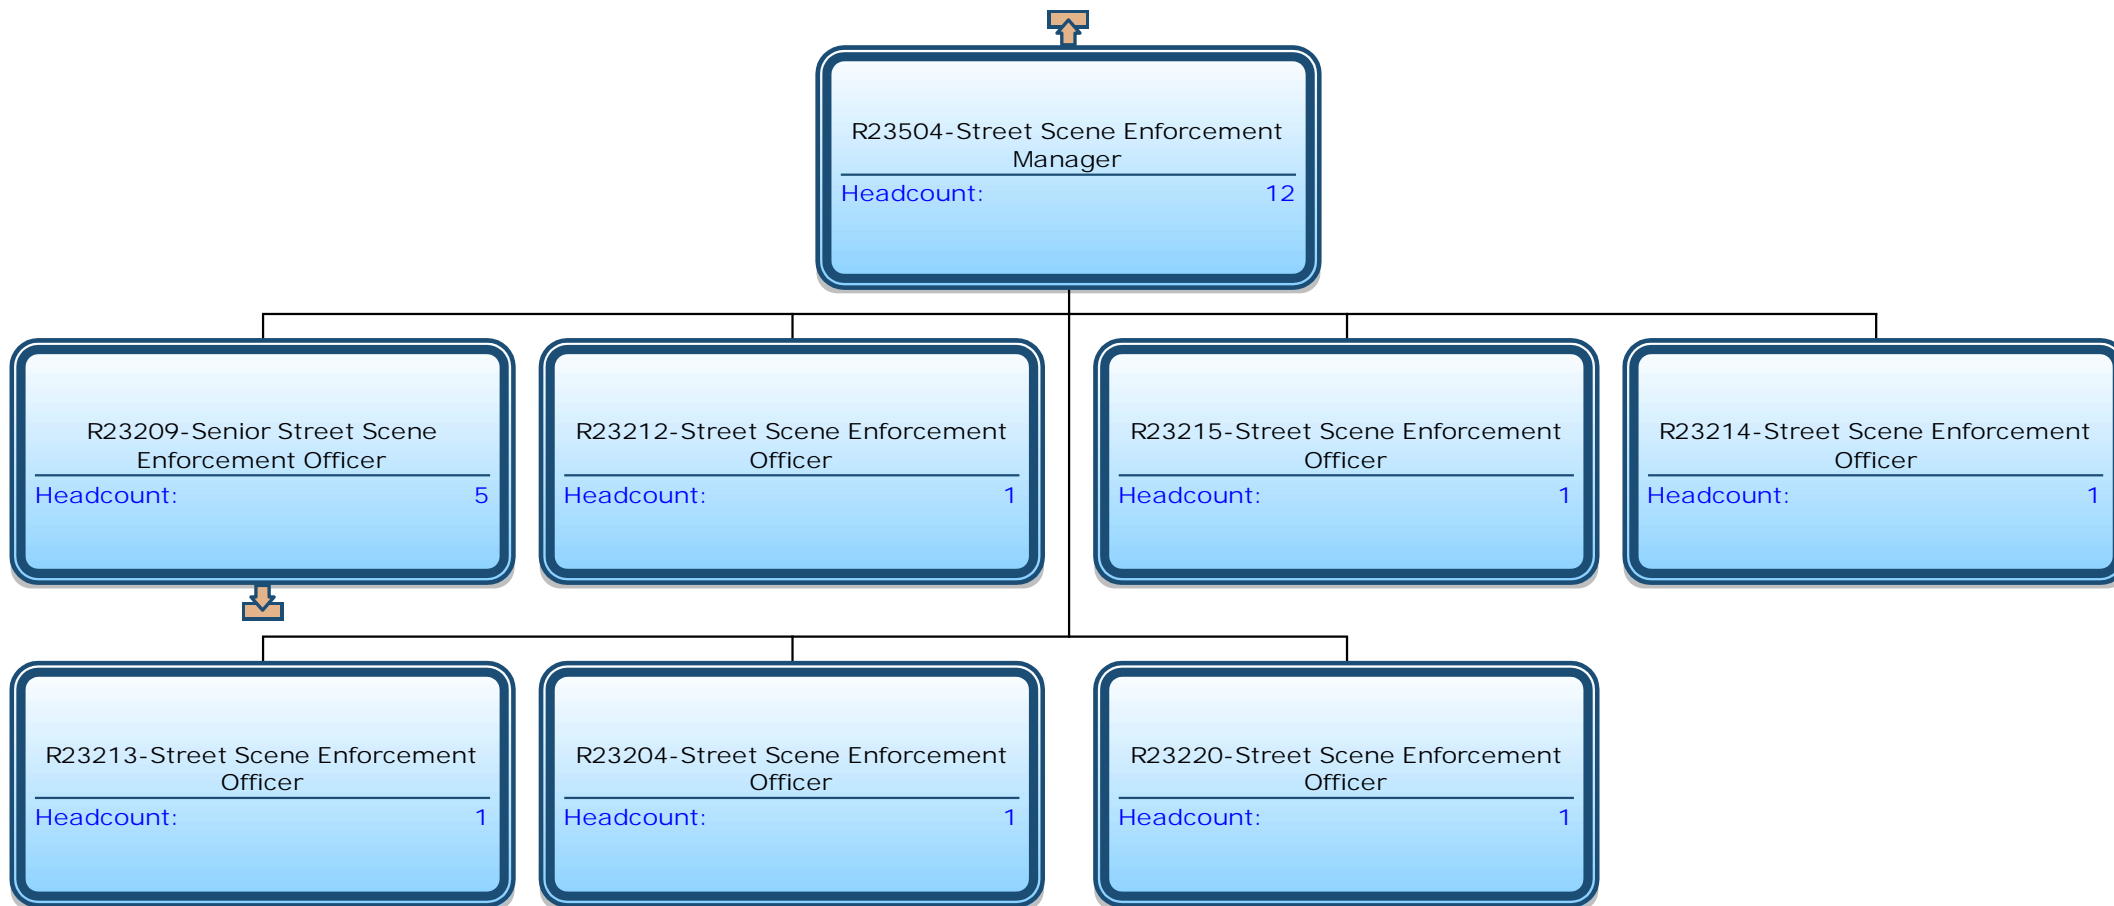 R23504-Street Scene Enforcement
Manager
Headcount: 12
R23209-Senior Street Scene
Enforcement Officer
Headcount: 5
R23212-Street Scene Enforcement
Officer
Headcount: 1
R23215-Street Scene Enforcement
Officer
Headcount: 1
R23214-Street Scene Enforcement
Officer
Headcount: 1
R23213-Street Scene Enforcement
Officer
Headcount: 1
R23204-Street Scene Enforcement
Officer
Headcount: 1
R23220-Street Scene Enforcement
Officer
Headcount: 1